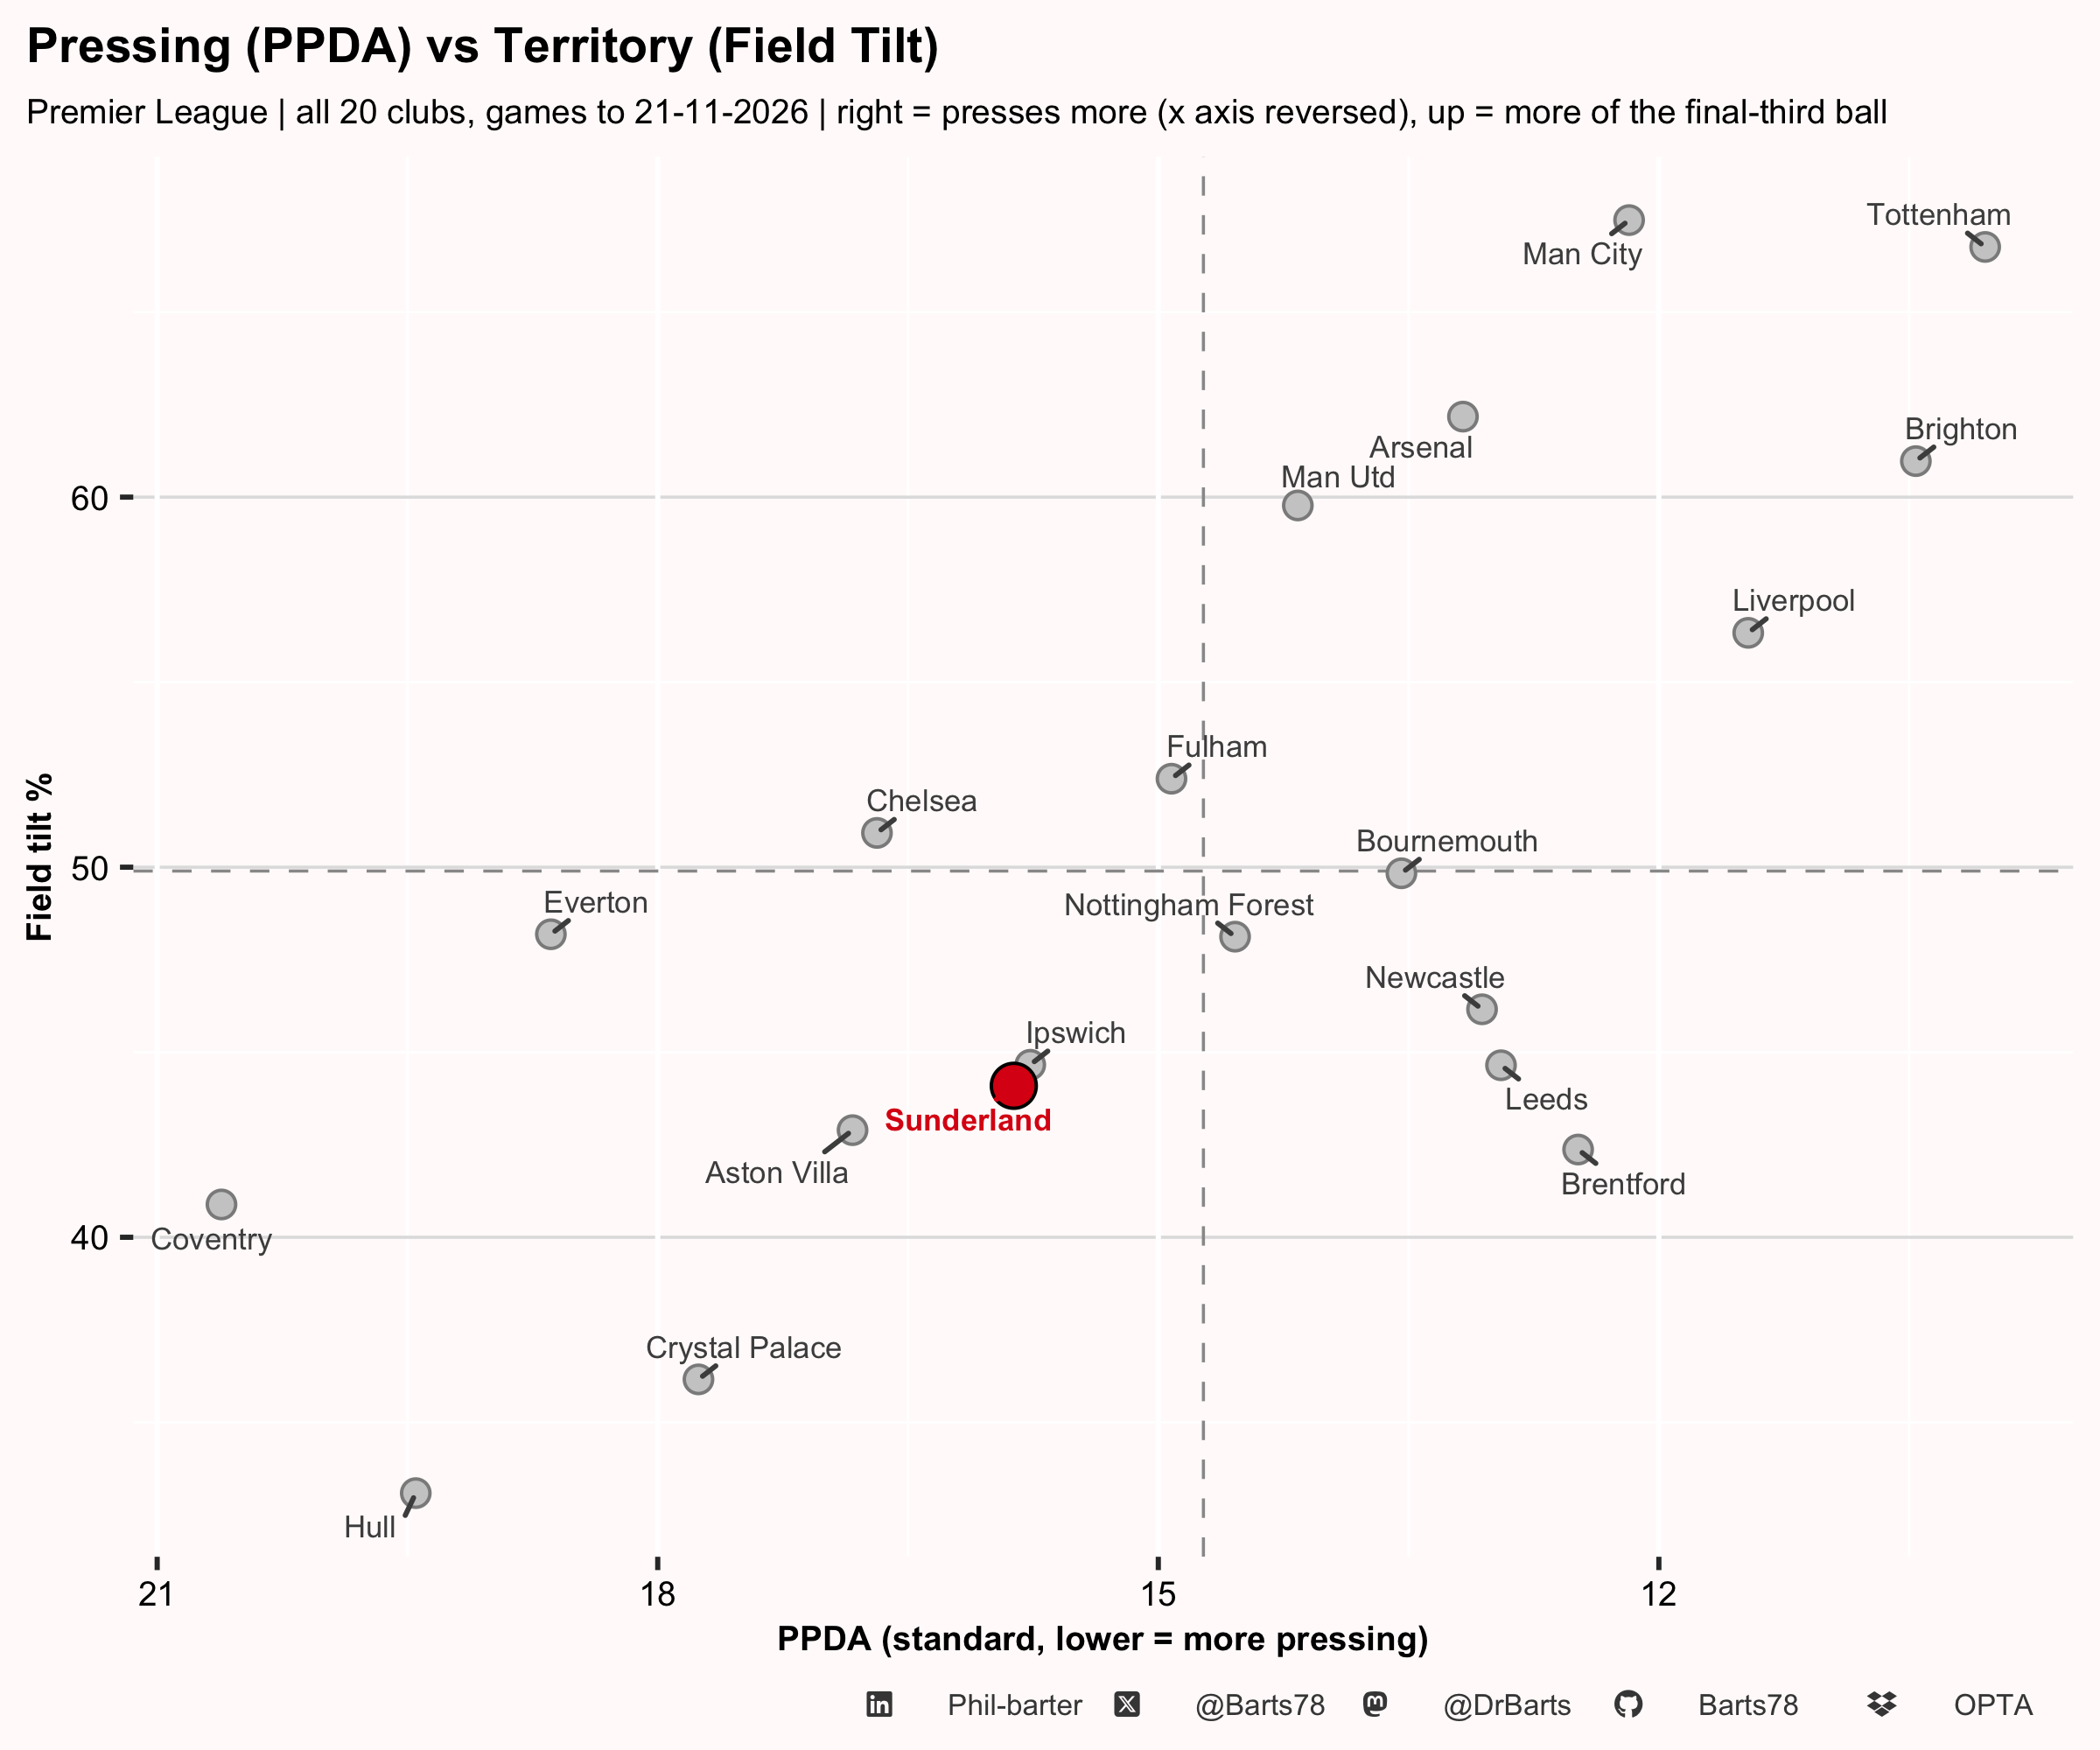 Pressing (PPDA) vs Territory (Field Tilt)
Premier League | all 20 clubs, games to 21-11-2026 | right = presses more (x axis reversed), up = more of the final-third ball
Tottenham
Man City
Brighton
Arsenal
Man Utd
60
Liverpool
Fulham
Chelsea
Bournemouth
50
Field tilt %
Everton
Nottingham Forest
Newcastle
Ipswich
Leeds
Sunderland
Aston Villa
Brentford
Coventry
40
Crystal Palace
Hull
21 18 15 12
PPDA (standard, lower = more pressing)
Phil-barter @Barts78 @DrBarts Barts78 OPTA